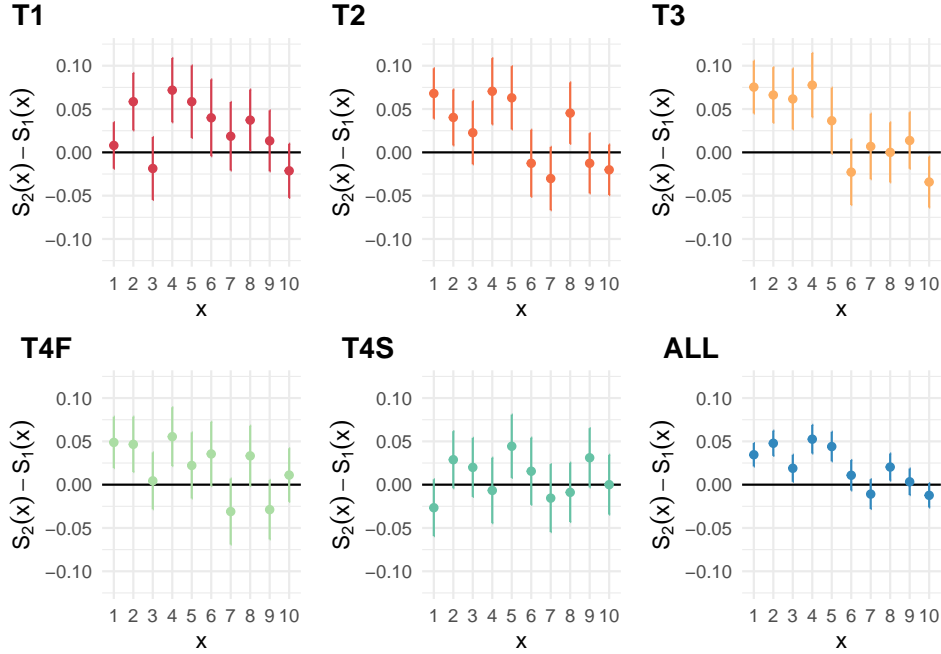 T1 T2 T3
S₂(x) − S₁(x) S₂(x) − S₁(x) S₂(x) − S₁(x)
0.10 0.10 0.10
0.05 0.05 0.05
0.00 0.00 0.00
−0.05 −0.05 −0.05
−0.10 −0.10 −0.10
1 2 3 4 5 6 7 8 9 10 1 2 3 4 5 6 7 8 9 10 1 2 3 4 5 6 7 8 9 10
x x x
T4F T4S ALL
S₂(x) − S₁(x) S₂(x) − S₁(x) S₂(x) − S₁(x)
0.10 0.10 0.10
0.05 0.05 0.05
0.00 0.00 0.00
−0.05 −0.05 −0.05
−0.10 −0.10 −0.10
1 2 3 4 5 6 7 8 9 10 1 2 3 4 5 6 7 8 9 10 1 2 3 4 5 6 7 8 9 10
x x x